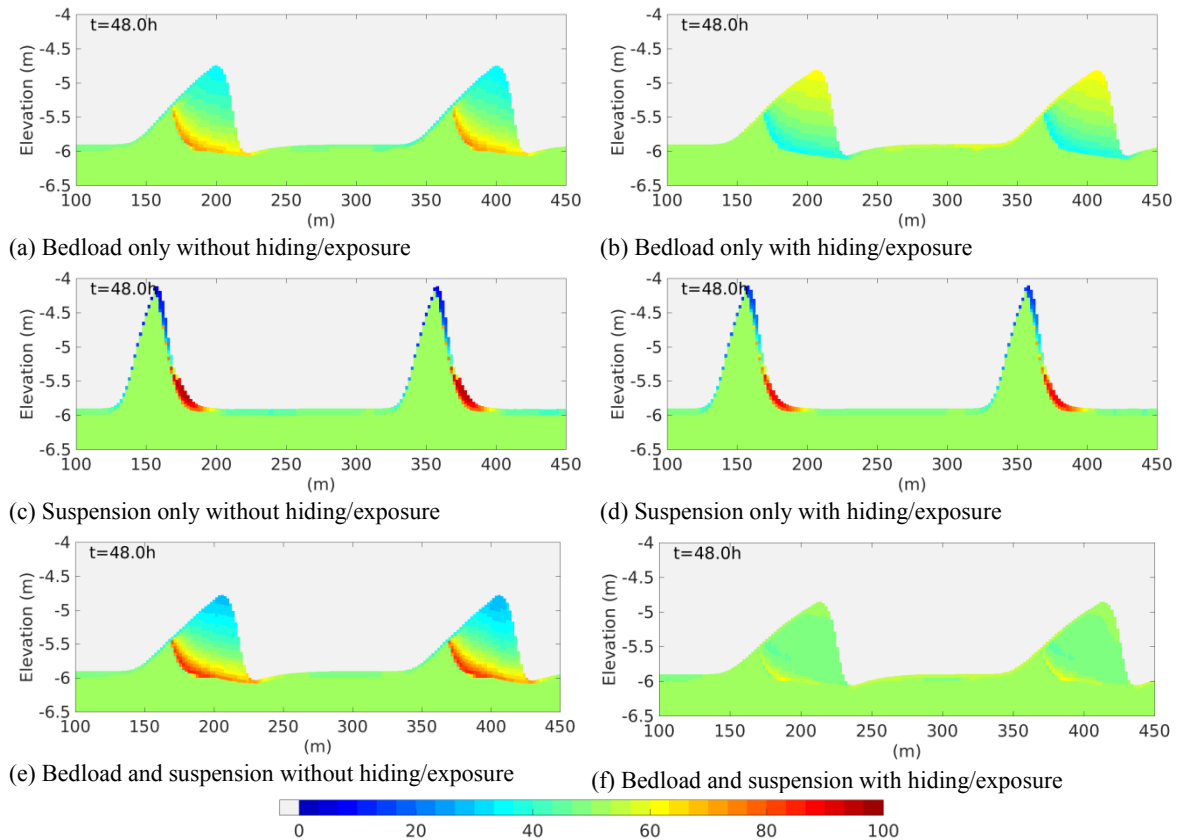 t=48.0h
Elevation (m)
-4
-4.5
-5
-5.5
-6
-6.5
100 150 200 250 300 350 400 450
(m)
(a) Bedload only without hiding/exposure
t=48.0h
Elevation (m)
-4
-4.5
-5
-5.5
-6
-6.5
100 150 200 250 300 350 400 450
(m)
(b) Bedload only with hiding/exposure
t=48.0h
Elevation (m)
-4
-4.5
-5
-5.5
-6
-6.5
100 150 200 250 300 350 400 450
(m)
(c) Suspension only without hiding/exposure
t=48.0h
Elevation (m)
-4
-4.5
-5
-5.5
-6
-6.5
100 150 200 250 300 350 400 450
(m)
(d) Suspension only with hiding/exposure
t=48.0h
Elevation (m)
-4
-4.5
-5
-5.5
-6
-6.5
100 150 200 250 300 350 400 450
(m)
(e) Bedload and suspension without hiding/exposure
t=48.0h
Elevation (m)
-4
-4.5
-5
-5.5
-6
-6.5
100 150 200 250 300 350 400 450
(m)
(f) Bedload and suspension with hiding/exposure
0 20 40 60 80 100